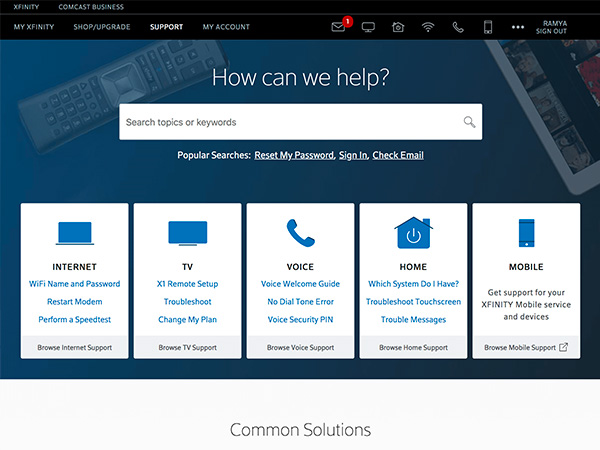 XFINITY COMCAST BUSINESS
MY XFINITY SHOP/UPGRADE SUPPORT MY ACCOUNT 1 RAMYA
SIGN OUT
How can we help?
Search topics or keywords
Popular Searches: Reset My Password, Sign In, Check Email
INTERNET
WiFi Name and Password
Restart Modem
Perform a Speedtest
Browse Internet Support
TV
X1 Remote Setup
Troubleshoot
Change My Plan
Browse TV Support
VOICE
Voice Welcome Guide
No Dial Tone Error
Voice Security PIN
Browse Voice Support
HOME
Which System Do I Have?
Troubleshoot Touchscreen
Trouble Messages
Browse Home Support
MOBILE
Get support for your
XFINITY Mobile service
and devices
Browse Mobile Support
Common Solutions